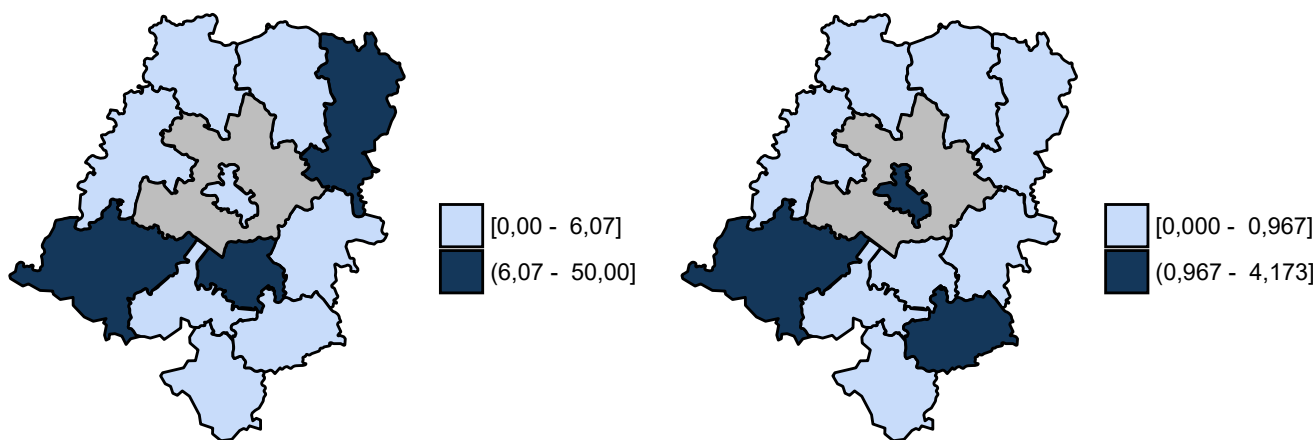 [0,00 - 6,07]
(6,07 - 50,00]
[0,000 - 0,967]
(0,967 - 4,173]